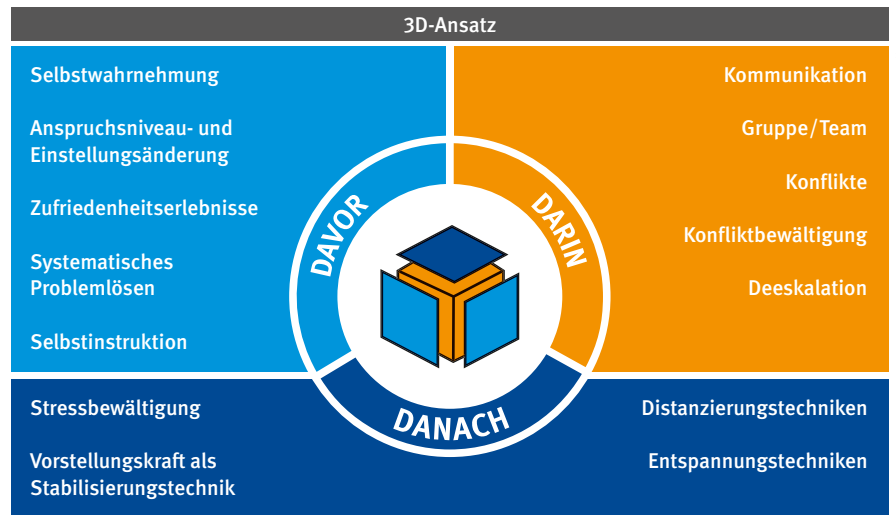 3D-Ansatz
Selbstwahrnehmung
Anspruchsniveau- und
Einstellungsänderung
Zufriedenheitserlebnisse
Systematisches
Problemlösen
Selbstinstruktion
Kommunikation
Gruppe/Team
Konflikte
Konfliktbewältigung
Deeskalation
DAVOR
DARIN
DANACH
Stressbewältigung
Vorstellungskraft als
Stabilisierungstechnik
Distanzierungstechniken
Entspannungstechniken